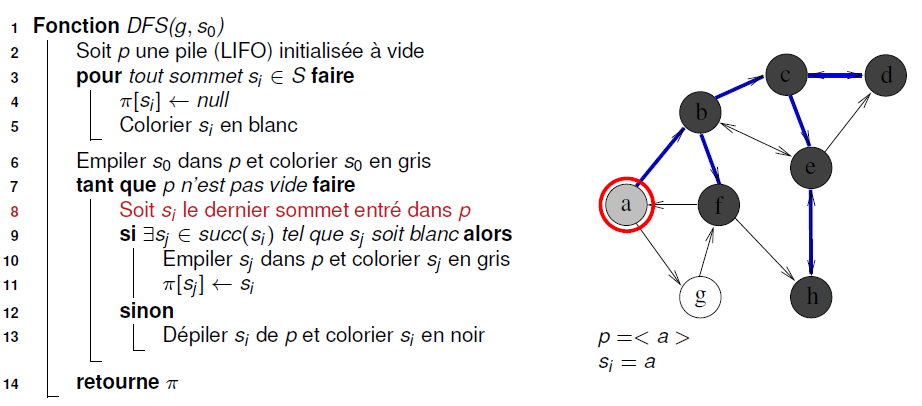 1 Fonction DFS(g, s₀)
2 Soit p une pile (LIFO) initialisée à vide
3 pour tout sommet sᵢ ∈ S faire
4 π[sᵢ] ← null
5 Colorier sᵢ en blanc
6 Empiler s₀ dans p et colorier s₀ en gris
7 tant que p n'est pas vide faire
8 Soit sᵢ le dernier sommet entré dans p
9 si ∃sⱼ ∈ succ(sᵢ) tel que sⱼ soit blanc alors
10 Empiler sⱼ dans p et colorier sⱼ en gris
11 π[sⱼ] ← sᵢ
12 sinon
13 Dépiler sᵢ de p et colorier sᵢ en noir
14 retourne π
c
d
b
e
a
f
g
h
p =< a >
sᵢ = a